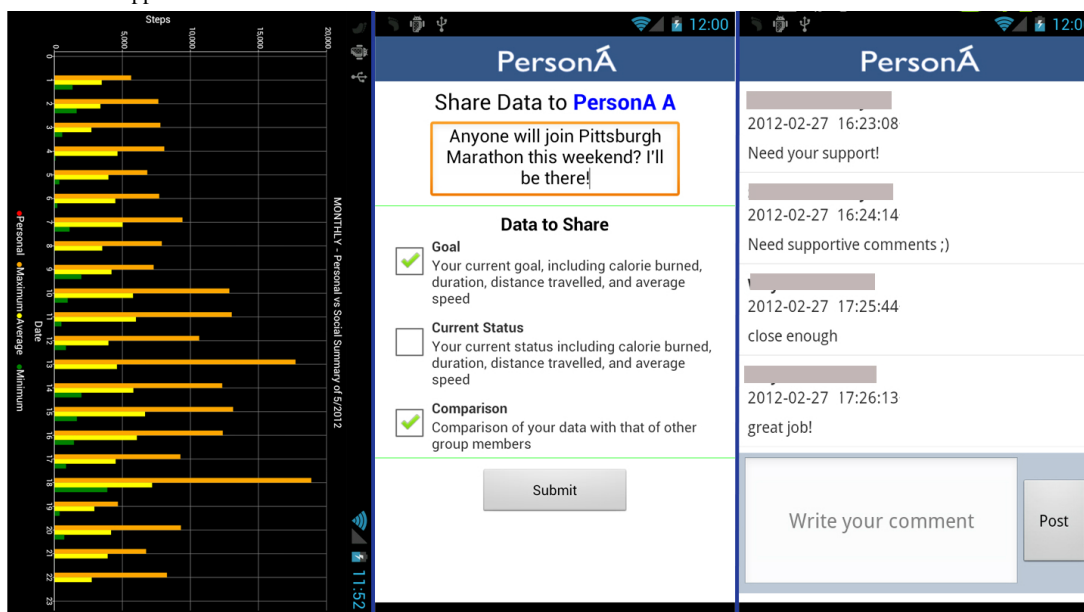 MONTHLY - Personal vs Social Summary of 5/2012
Steps
0
5,000
10,000
15,000
20,000
0
1
2
3
4
5
6
7
8
9
10
11
12
13
14
15
16
17
18
19
20
21
22
23
Date
Personal Maximum Average Minimum
11:52
12:00
PersonÁ
Share Data to PersonA A
Anyone will join Pittsburgh
Marathon this weekend? I'll
be there!
Data to Share
Goal
Your current goal, including calorie burned,
duration, distance travelled, and average
speed
Current Status
Your current status including calorie burned,
duration, distance travelled, and average
speed
Comparison
Comparison of your data with that of other
group members
Submit
PersonÁ
2012-02-27 16:23:08
Need your support!
2012-02-27 16:24:14
Need supportive comments ;)
2012-02-27 17:25:44
close enough
2012-02-27 17:26:13
great job!
Write your comment
Post